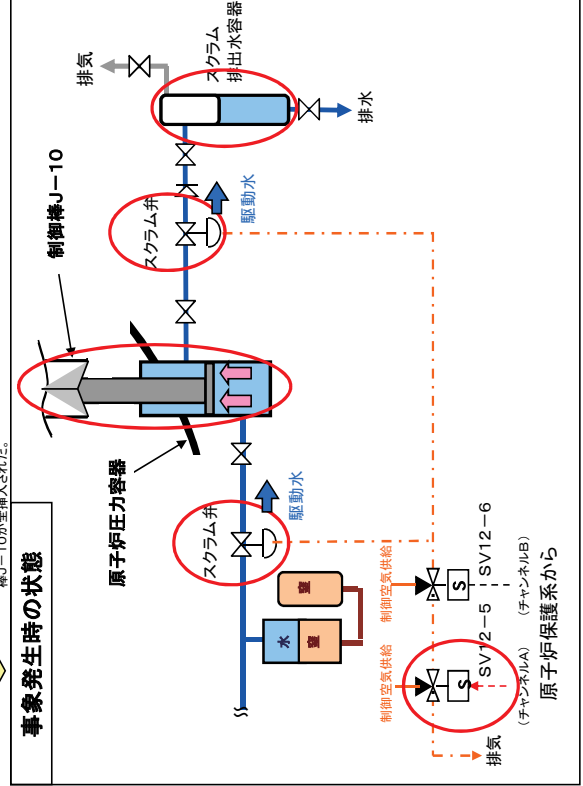 棒J－10が全挿入された。
事象発生時の状態
制御棒J－10
原子炉圧力容器
スクラム弁
駆動水
スクラム弁
駆動水
排気
スクラム
排出水容器
排水
水
窒
窒
制御空気供給
制御空気供給
S
S
SV12－5
SV12－6
(チャンネルA)
(チャンネルB)
原子炉保護系から
排気